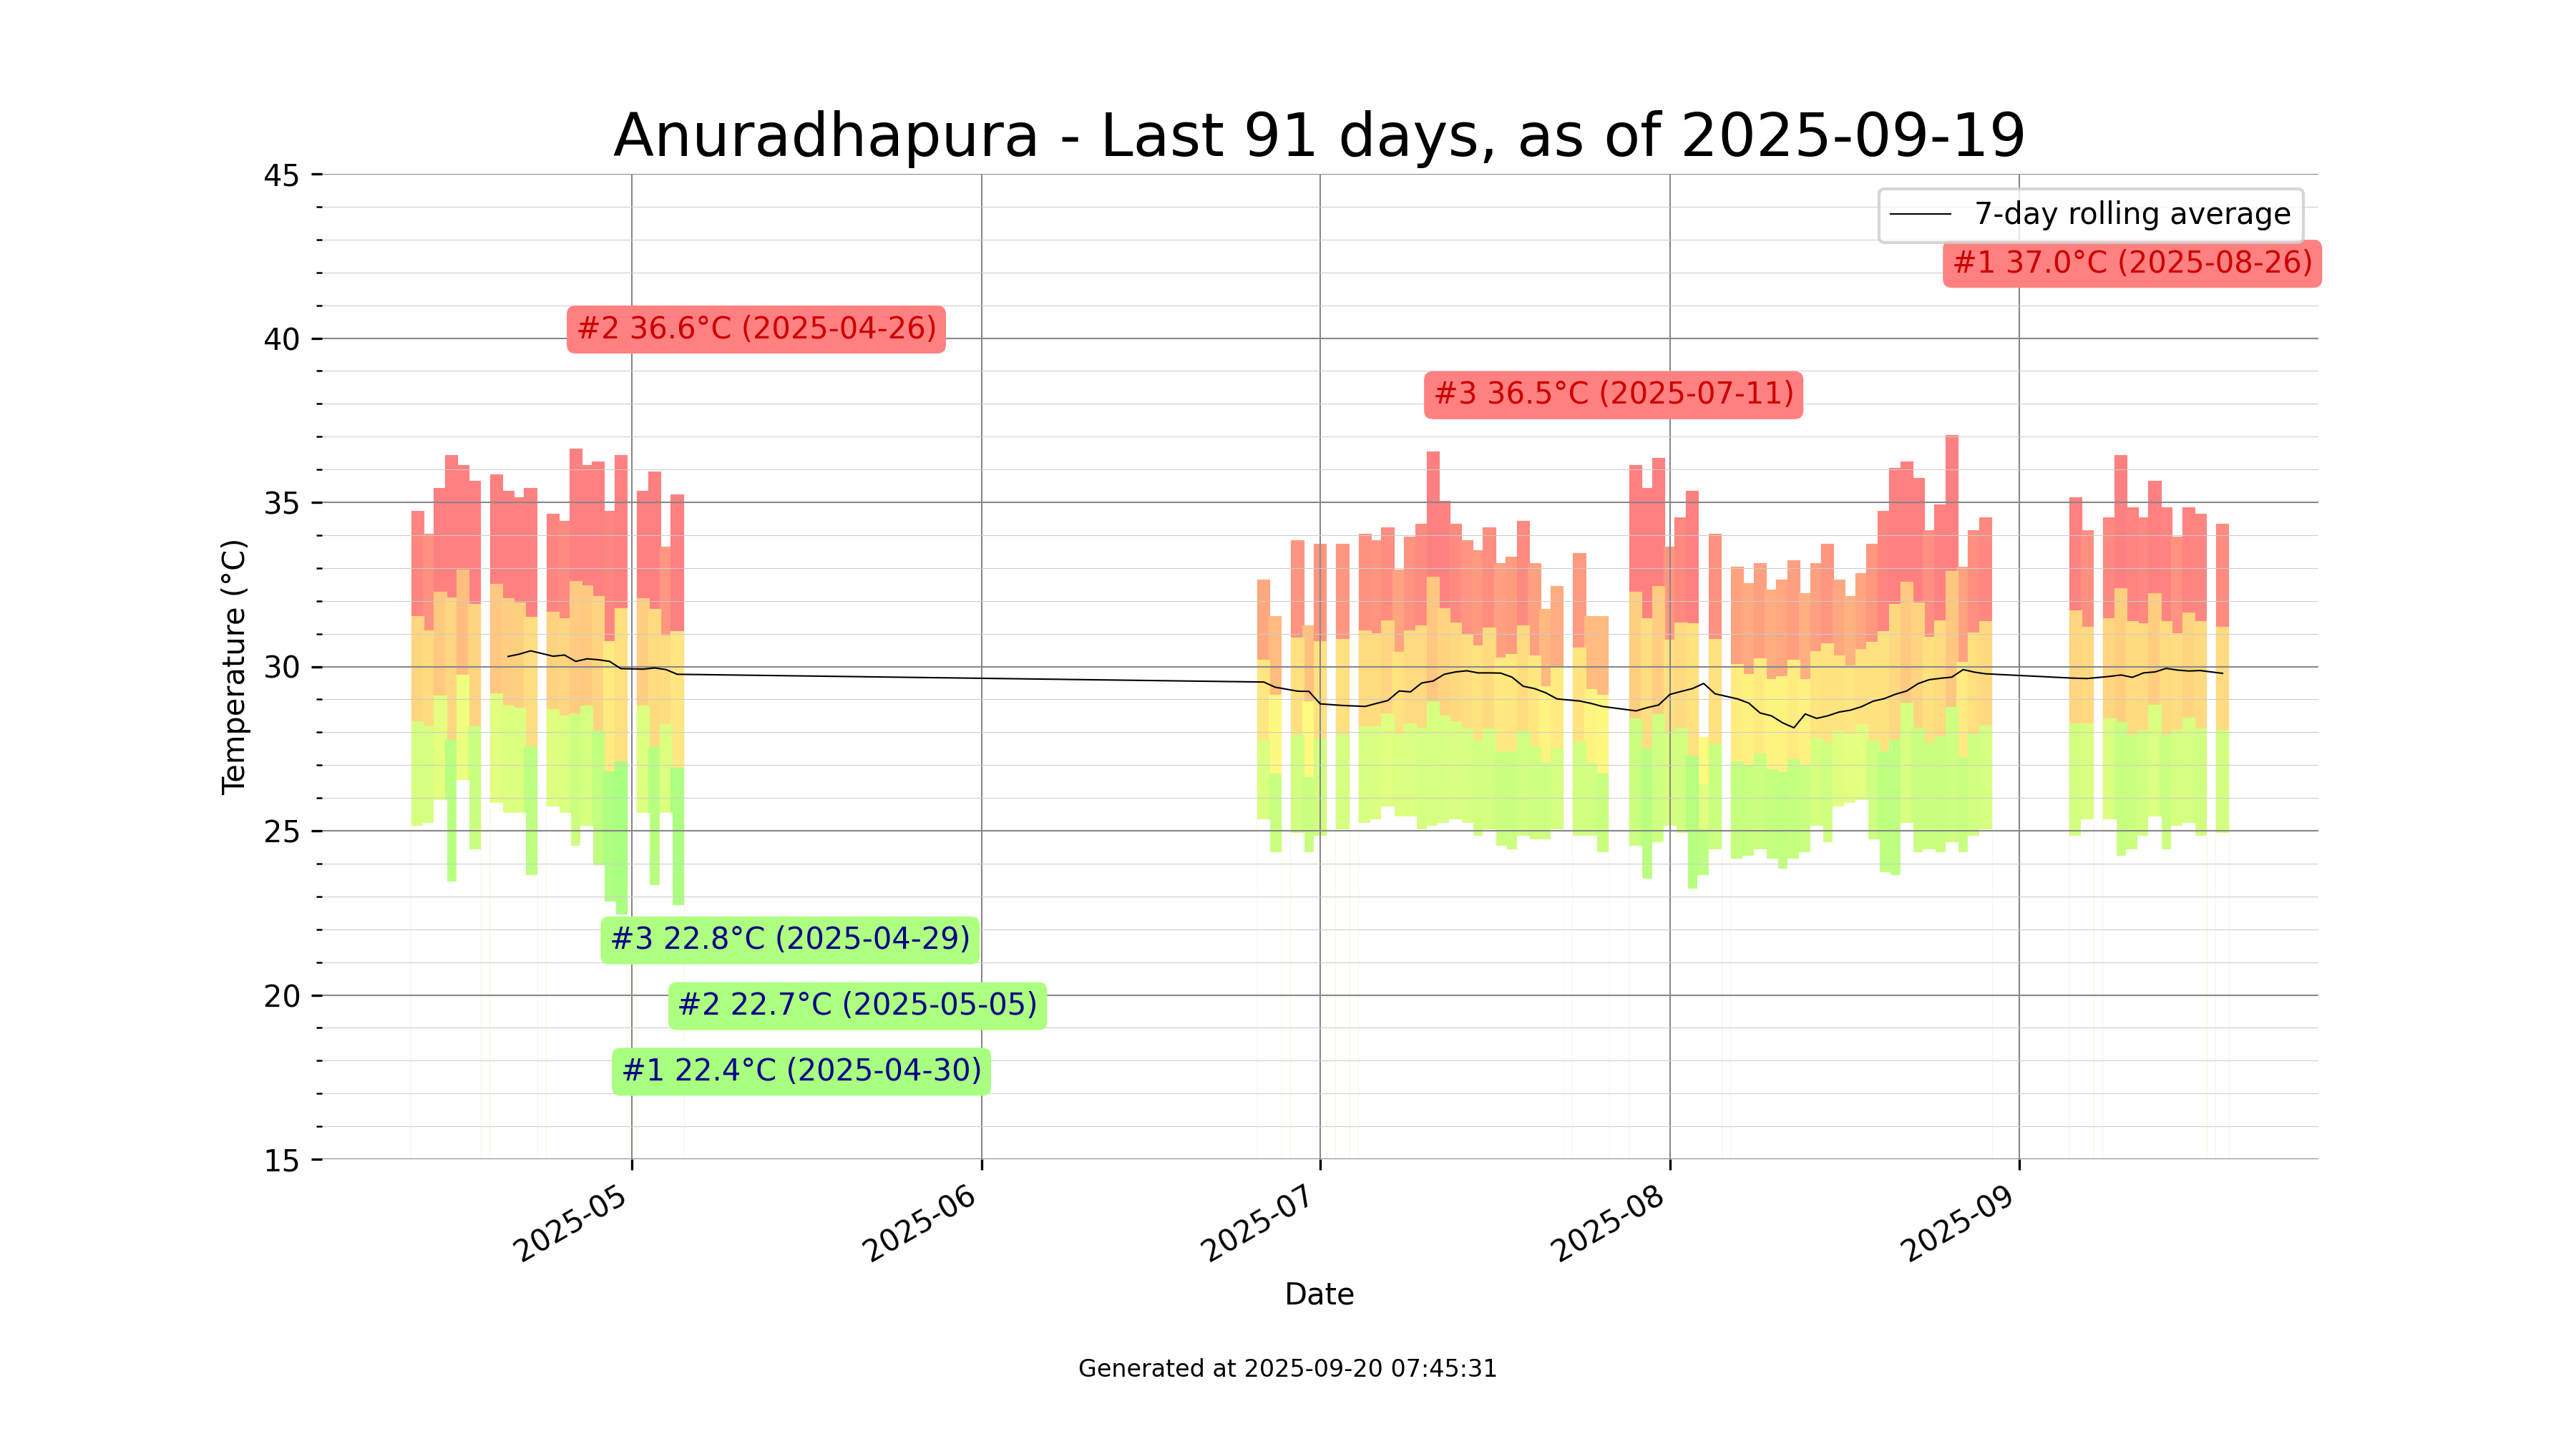 Anuradhapura - Last 91 days, as of 2025-09-19
7-day rolling average
#1 37.0°C (2025-08-26)
#2 36.6°C (2025-04-26)
#3 36.5°C (2025-07-11)
#3 22.8°C (2025-04-29)
#2 22.7°C (2025-05-05)
#1 22.4°C (2025-04-30)
Temperature (°C)
45
40
35
30
25
20
15
2025-05
2025-06
2025-07
2025-08
2025-09
Date
Generated at 2025-09-20 07:45:31